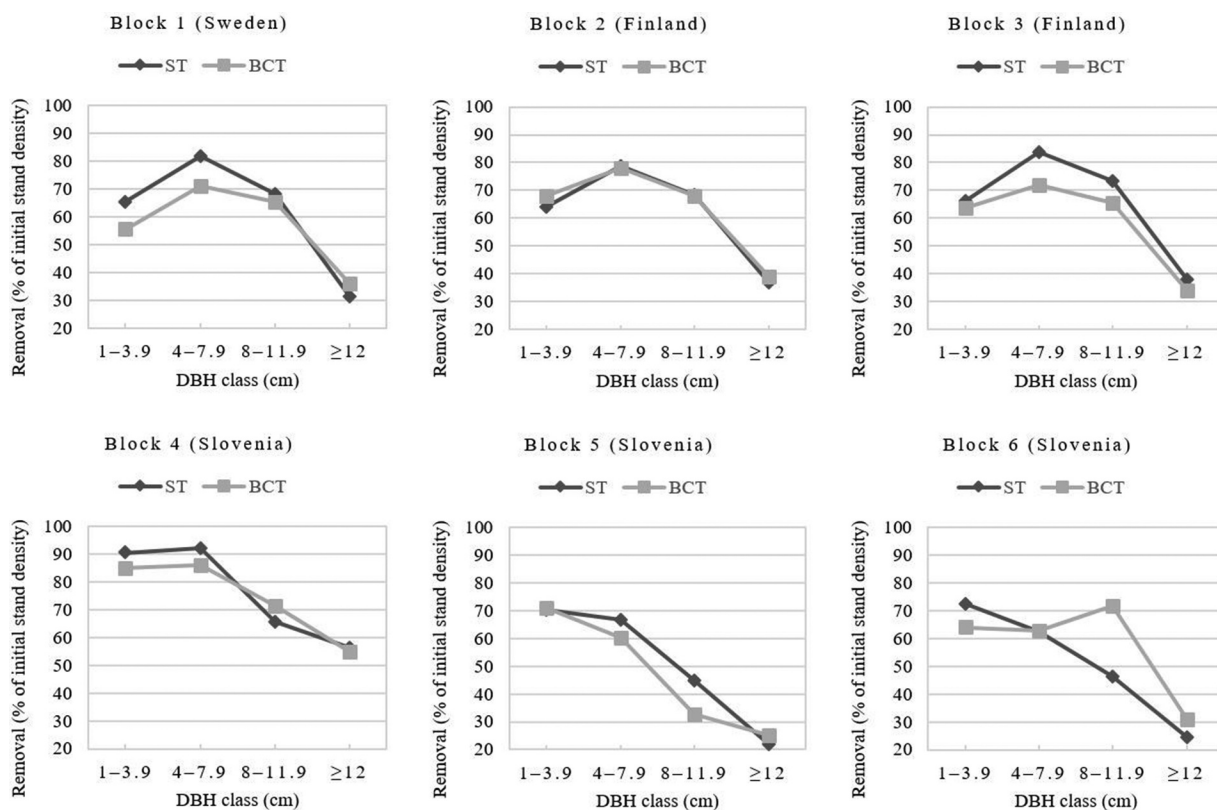 Block 1 (Sweden)
ST BCT
Removal (% of initial stand density)
100
90
80
70
60
50
40
30
20
1–3.9 4–7.9 8–11.9 ≥12
DBH class (cm)
Block 2 (Finland)
ST BCT
Removal (% of initial stand density)
100
90
80
70
60
50
40
30
20
1–3.9 4–7.9 8–11.9 ≥12
DBH class (cm)
Block 3 (Finland)
ST BCT
Removal (% of initial stand density)
100
90
80
70
60
50
40
30
20
1–3.9 4–7.9 8–11.9 ≥12
DBH class (cm)
Block 4 (Slovenia)
ST BCT
Removal (% of initial stand density)
100
90
80
70
60
50
40
30
20
1–3.9 4–7.9 8–11.9 ≥12
DBH class (cm)
Block 5 (Slovenia)
ST BCT
Removal (% of initial stand density)
100
90
80
70
60
50
40
30
20
1–3.9 4–7.9 8–11.9 ≥12
DBH class (cm)
Block 6 (Slovenia)
ST BCT
Removal (% of initial stand density)
100
90
80
70
60
50
40
30
20
1–3.9 4–7.9 8–11.9 ≥12
DBH class (cm)